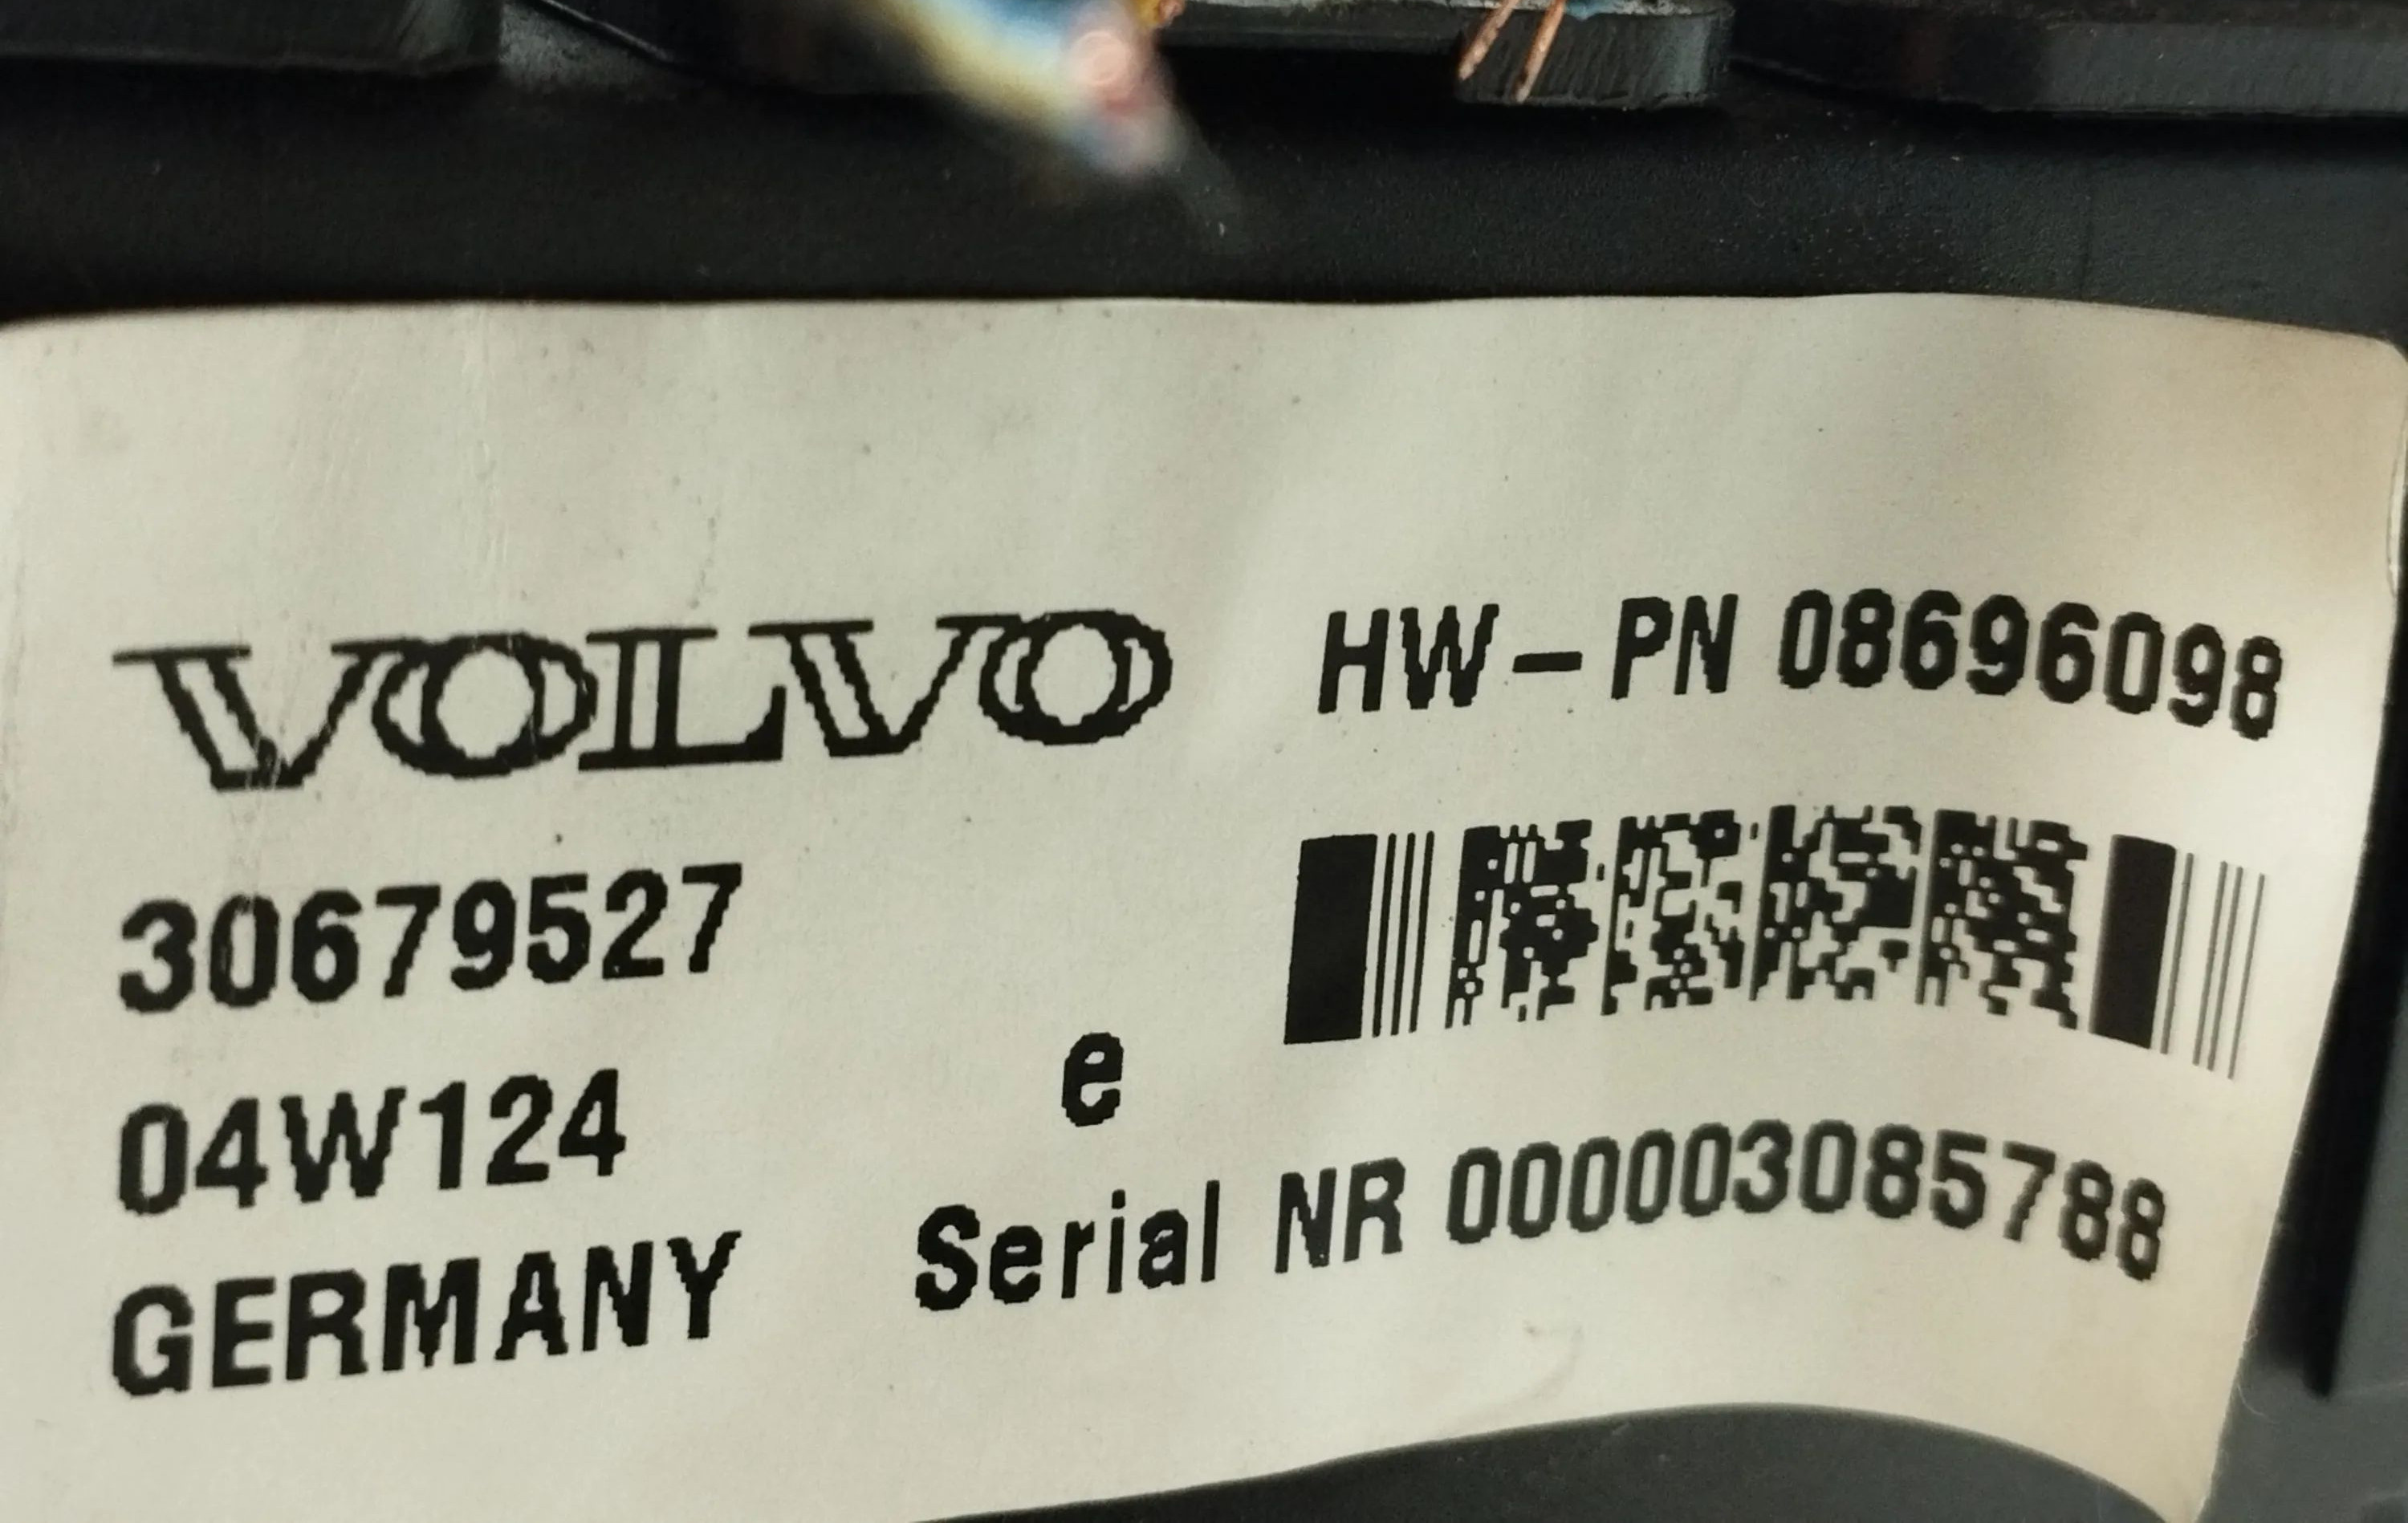 VOLVO
HW-PN 08696098
30679527
04W124
e
GERMANY
Serial NR 000003085788